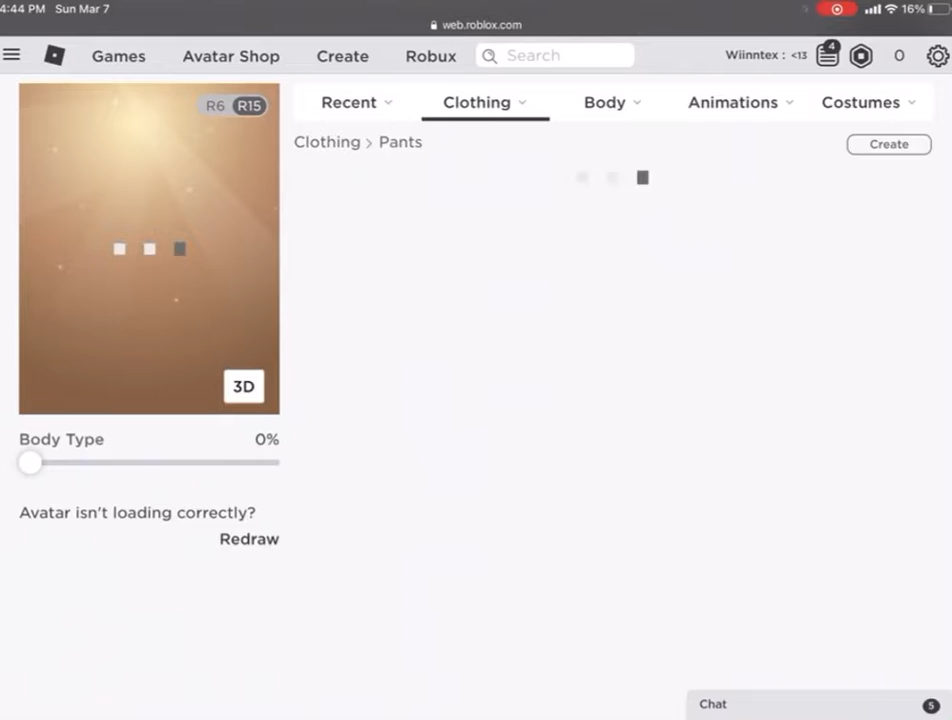 4:44 PM Sun Mar 7
16%
web.roblox.com
Games Avatar Shop Create Robux Search Wiinntex : <13 4 0
R6 R15
Recent Clothing Body Animations Costumes
Clothing > Pants Create
3D
Body Type 0%
Avatar isn't loading correctly?
Redraw
Chat 5